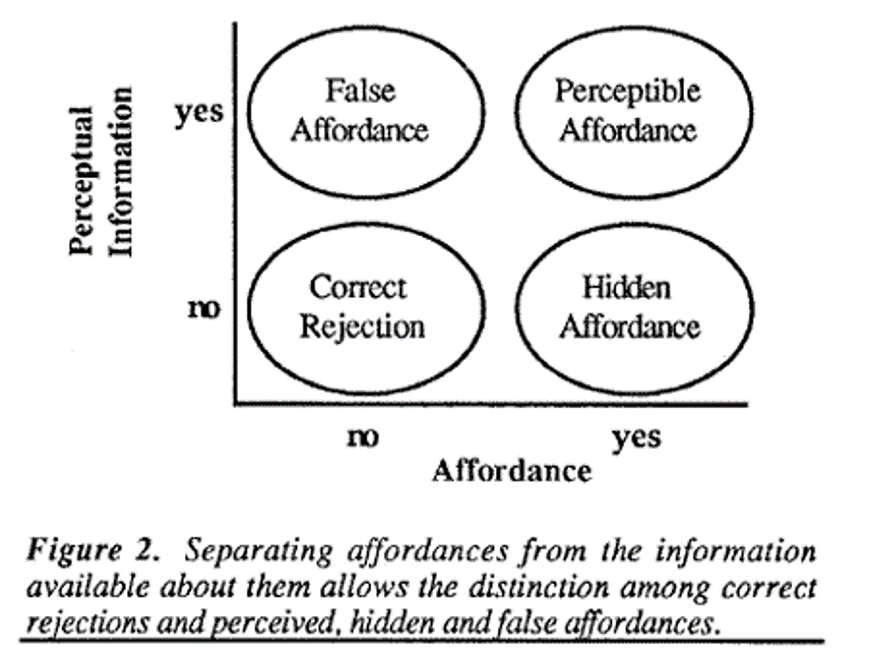 Perceptual
Information
yes
False
Affordance
Perceptible
Affordance
no
Correct
Rejection
Hidden
Affordance
no
yes
Affordance
Figure 2. Separating affordances from the information
available about them allows the distinction among correct
rejections and perceived, hidden and false affordances.